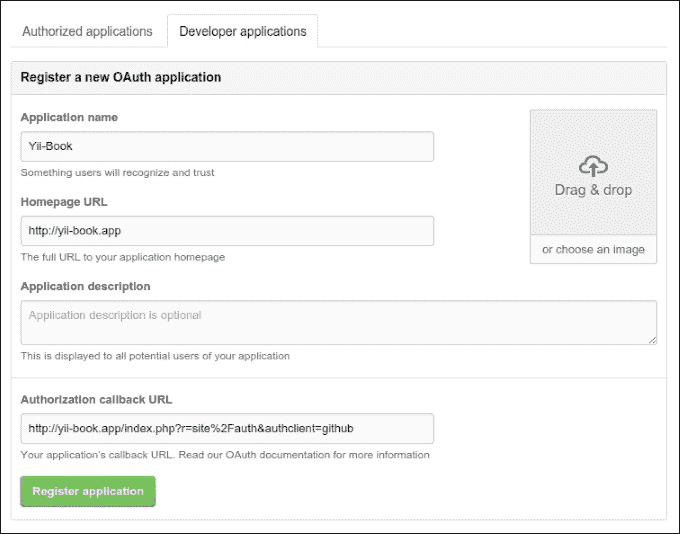 Authorized applications Developer applications
Register a new OAuth application
Application name
Yii-Book
Something users will recognize and trust
Drag & drop
Homepage URL
http://yii-book.app
or choose an image
The full URL to your application homepage
Application description
Application description is optional
This is displayed to all potential users of your application
Authorization callback URL
http://yii-book.app/index.php?r=site%2Fauth&authclient=github
Your application's callback URL. Read our OAuth documentation for more information
Register application